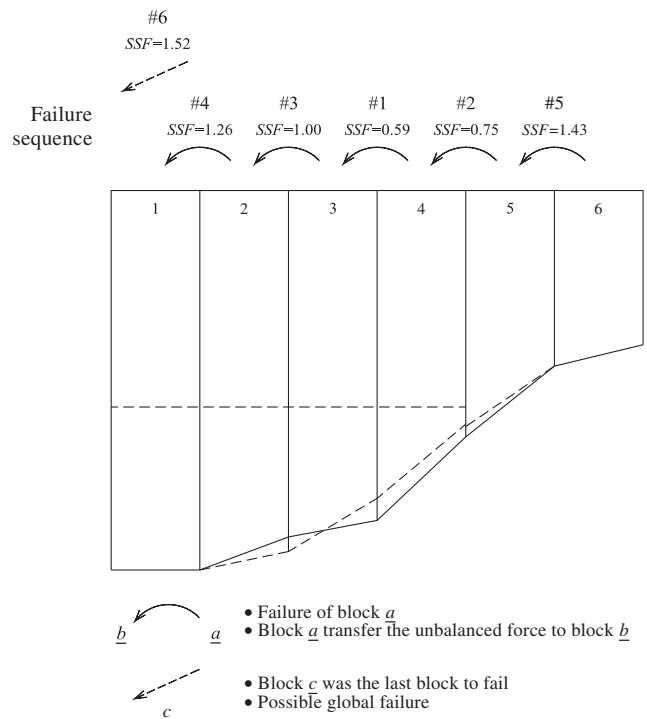 #6
SSF=1.52
Failure
sequence
#4
#3
#1
#2
#5
SSF=1.26
SSF=1.00
SSF=0.59
SSF=0.75
SSF=1.43
1
2
3
4
5
6
b
a
• Failure of block a
• Block a transfer the unbalanced force to block b
c
• Block c was the last block to fail
• Possible global failure